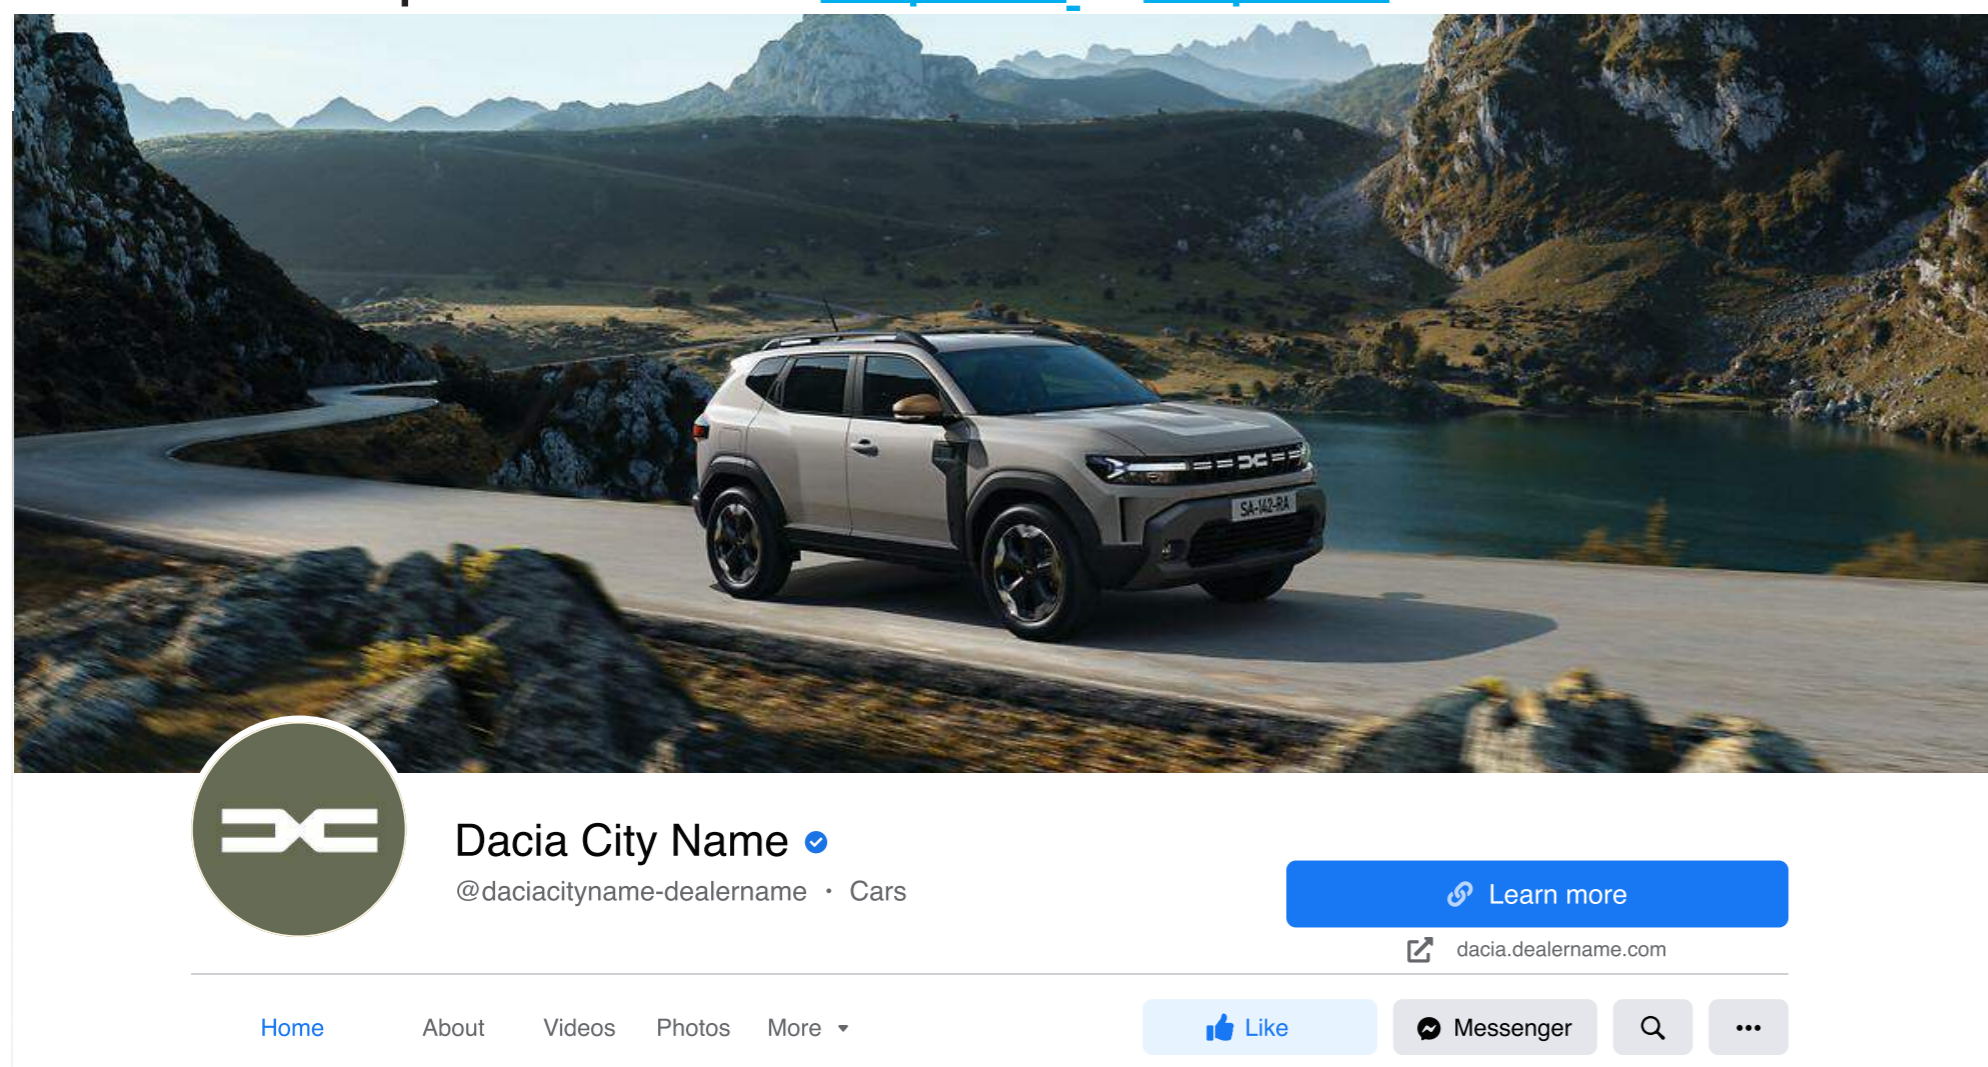 SA-142-RA
Dacia City Name
@daciacityname-dealername · Cars
Learn more
dacia.dealername.com
Home About Videos Photos More Like Messenger